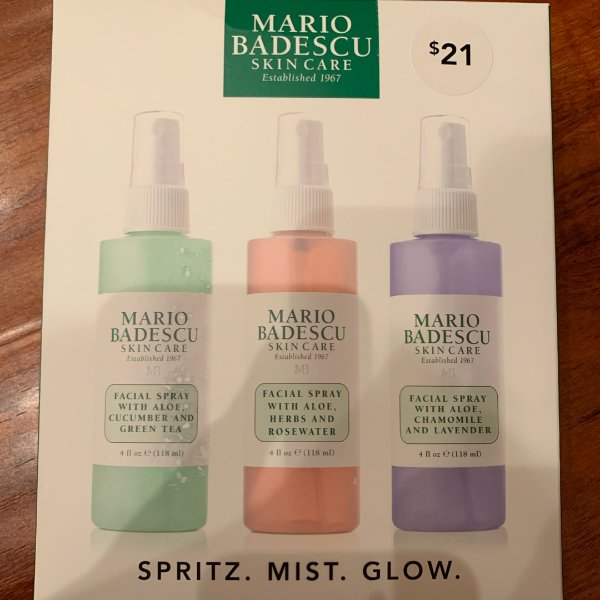 MARIO
BADESCU
SKIN CARE
Established 1967
$21
MARIO
BADESCU
SKIN CARE
Established 1967
MB
FACIAL SPRAY
WITH ALOE,
CUCUMBER AND
GREEN TEA
4 fl oz ℮ (118 ml)
MARIO
BADESCU
SKIN CARE
Established 1967
MB
FACIAL SPRAY
WITH ALOE,
HERBS AND
ROSEWATER
4 fl oz ℮ (118 ml)
MARIO
BADESCU
SKIN CARE
Established 1967
MB
FACIAL SPRAY
WITH ALOE,
CHAMOMILE
AND LAVENDER
4 fl oz ℮ (118 ml)
SPRITZ. MIST. GLOW.